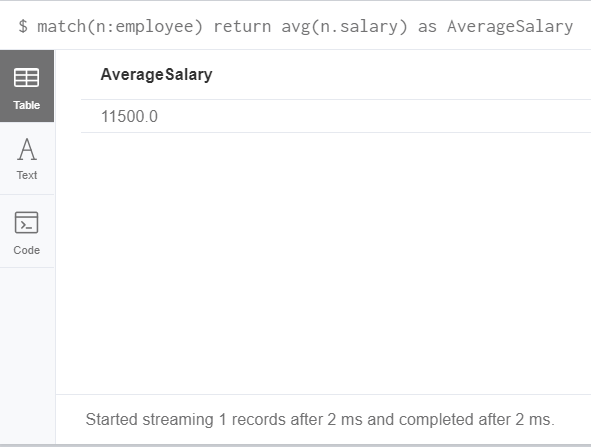 $ match(n:employee) return avg(n.salary) as AverageSalary
AverageSalary
11500.0
Table
A
Text
>_
Code
Started streaming 1 records after 2 ms and completed after 2 ms.